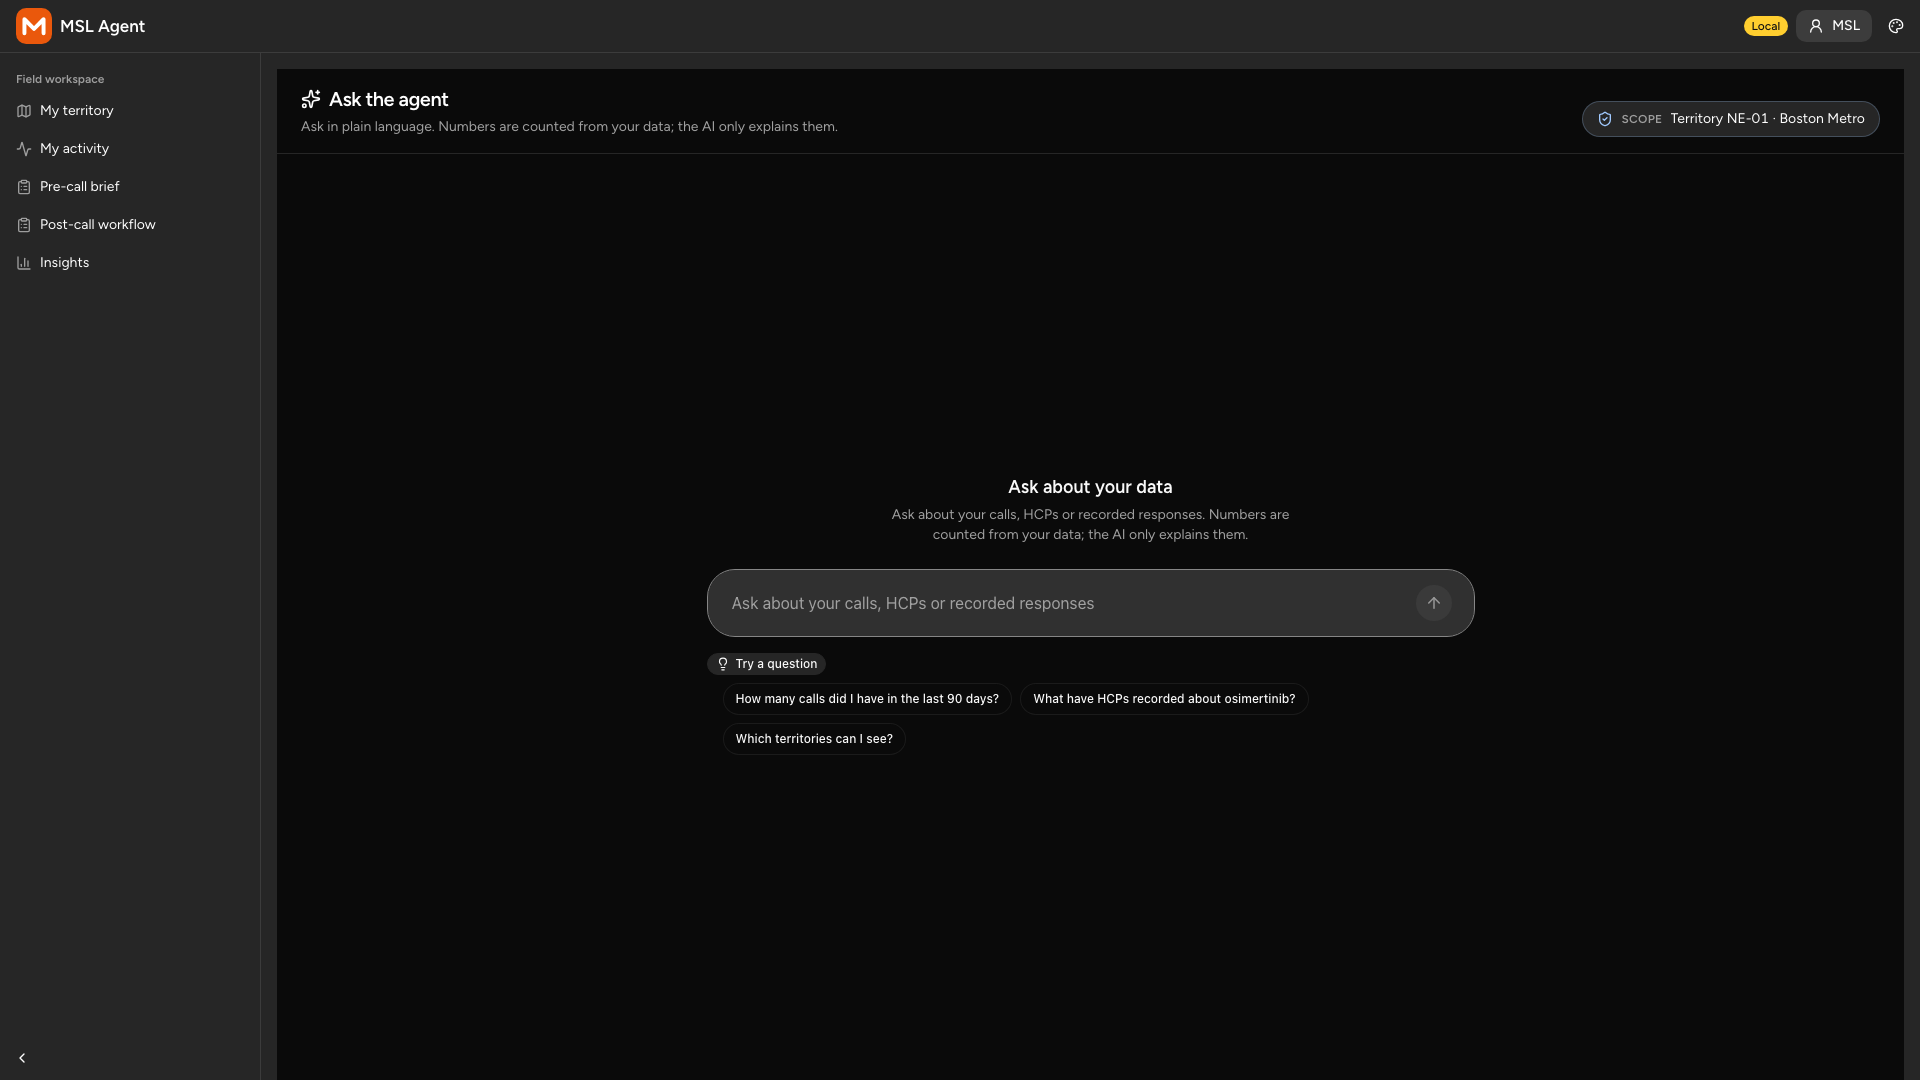 MSL Agent
Local
MSL
Field workspace
My territory
My activity
Pre-call brief
Post-call workflow
Insights
Ask the agent
Ask in plain language. Numbers are counted from your data; the AI only explains them.
SCOPE Territory NE-01 · Boston Metro
Ask about your data
Ask about your calls, HCPs or recorded responses. Numbers are
counted from your data; the AI only explains them.
Ask about your calls, HCPs or recorded responses
Try a question
How many calls did I have in the last 90 days?
What have HCPs recorded about osimertinib?
Which territories can I see?